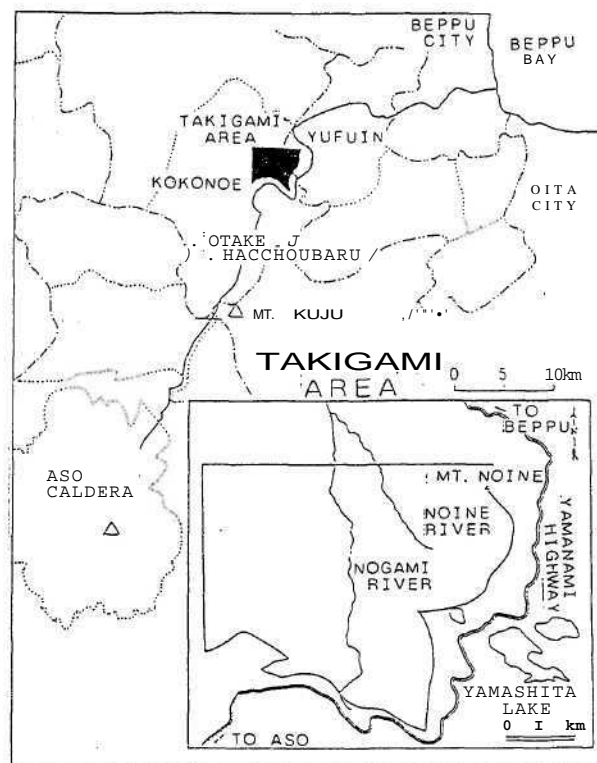 BEPPU
CITY
BEPPU
BAY
TAKIGAMI
AREA
YUFUIN
KOKONOE
OITA
CITY
OTAKE
HACCHOUBARU
MT. KUJU
TAKIGAMI
AREA
0 5 10km
ASO
CALDERA
TO
BEPPU
MT. NOINE
NOINE
RIVER
YAMANAMI
HIGHWAY
NOGAMI
RIVER
YAMASHITA
LAKE
0 I km
TO ASO